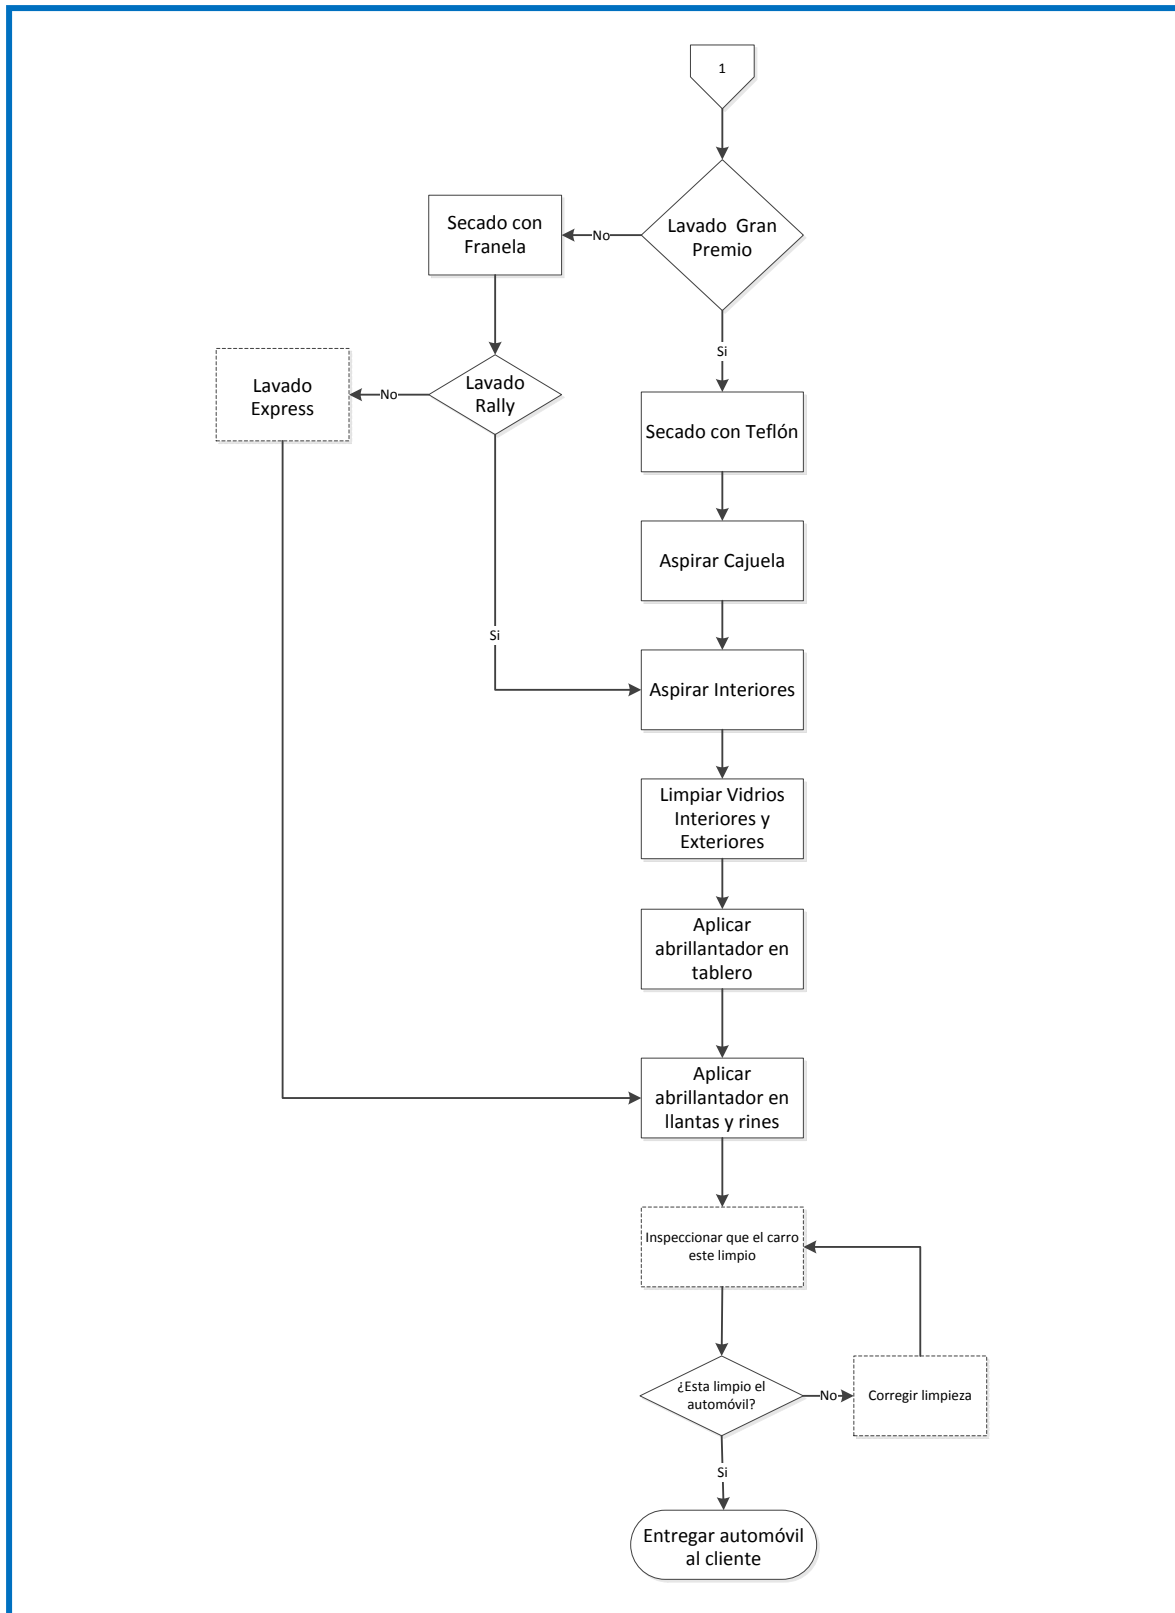 1
Lavado  Gran
Premio
No
Secado con
Franela
Si
Lavado
Rally
No
Lavado
Express
Secado con Teflón
Aspirar Cajuela
Si
Aspirar Interiores
Limpiar Vidrios
Interiores y
Exteriores
Aplicar
abrillantador en
tablero
Aplicar
abrillantador en
llantas y rines
Inspeccionar que el carro
este limpio
¿Esta limpio el
automóvil?
No
Corregir limpieza
Si
Entregar automóvil
al cliente